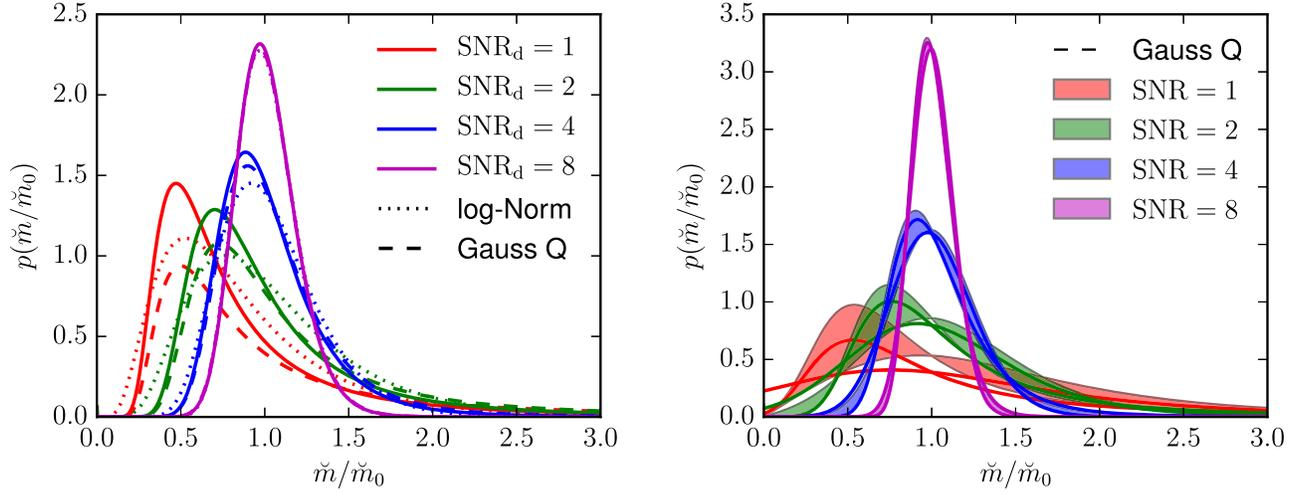 2.5
2.0
1.5
1.0
0.5
0.0
0.0 0.5 1.0 1.5 2.0 2.5 3.0
p(m̆/m̆₀)
m̆/m̆₀
SNR_d = 1
SNR_d = 2
SNR_d = 4
SNR_d = 8
log-Norm
Gauss Q
3.5
3.0
2.5
2.0
1.5
1.0
0.5
0.0
0.0 0.5 1.0 1.5 2.0 2.5 3.0
p(m̆/m̆₀)
m̆/m̆₀
Gauss Q
SNR = 1
SNR = 2
SNR = 4
SNR = 8